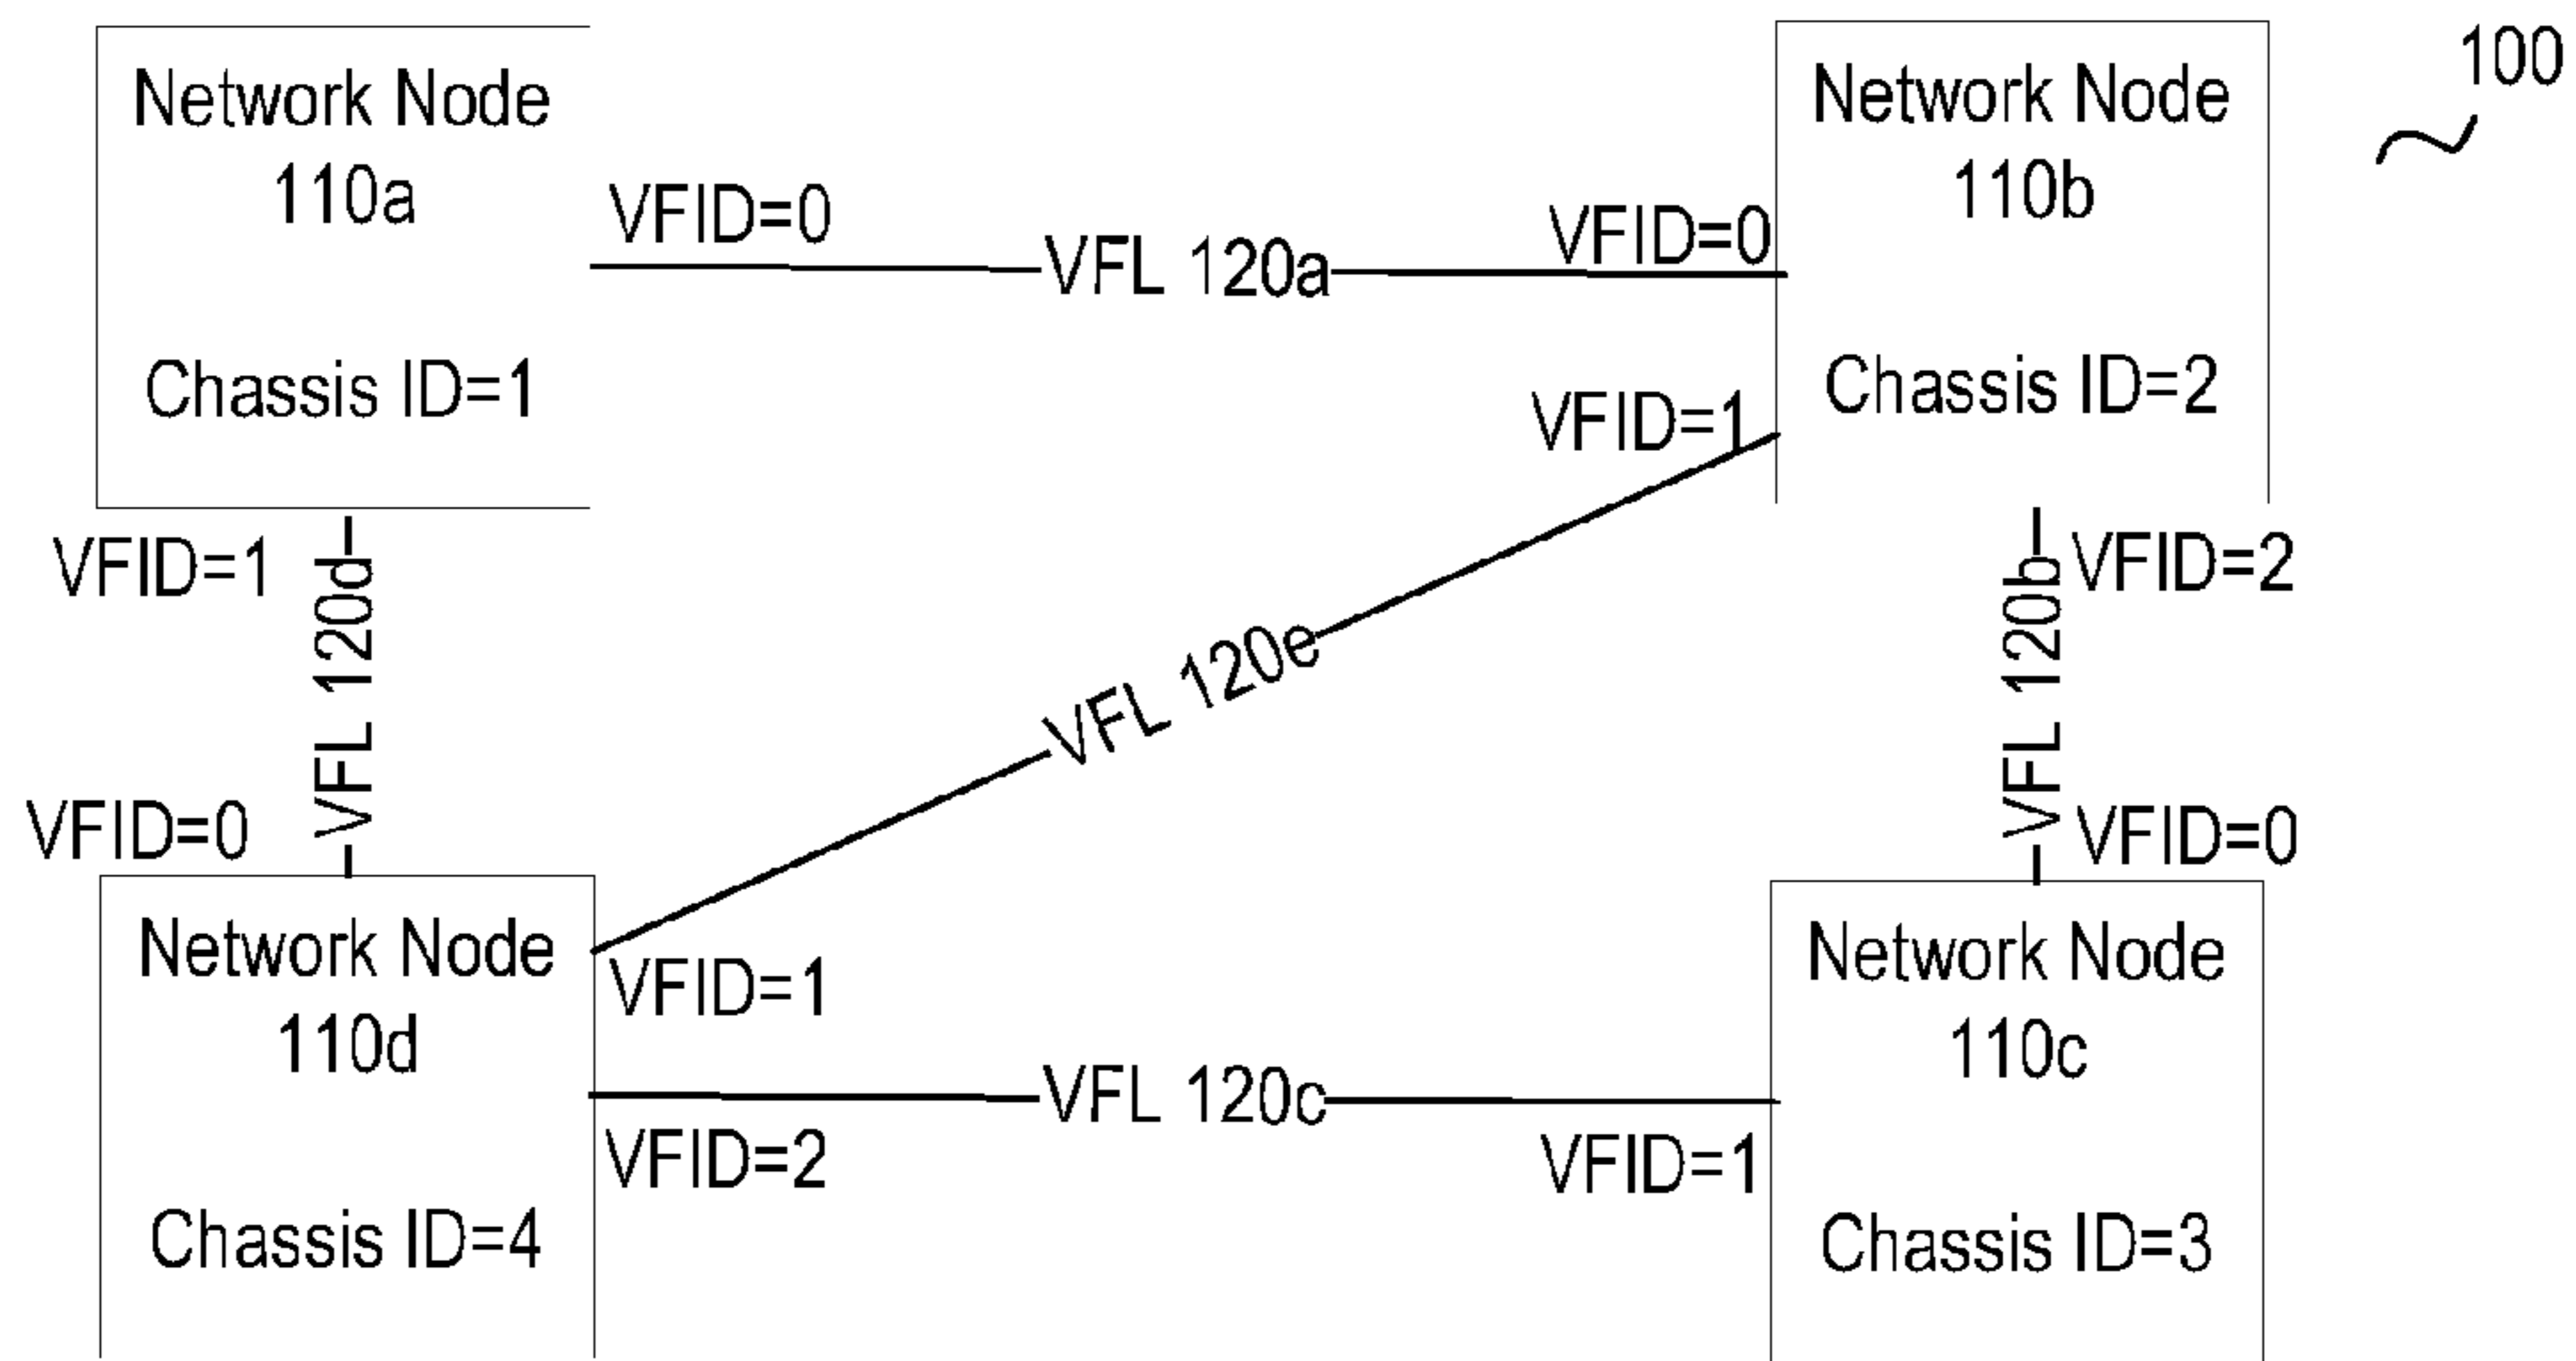 100
Network Node
110a
Chassis ID=1
VFID=0
VFL 120a
VFID=0
Network Node
110b
Chassis ID=2
VFID=1
VFID=1
VFL 120d
VFID=0
VFL 120e
VFID=2
VFL 120b
VFID=0
Network Node
110d
Chassis ID=4
VFID=1
VFID=2
VFL 120c
VFID=1
Network Node
110c
Chassis ID=3